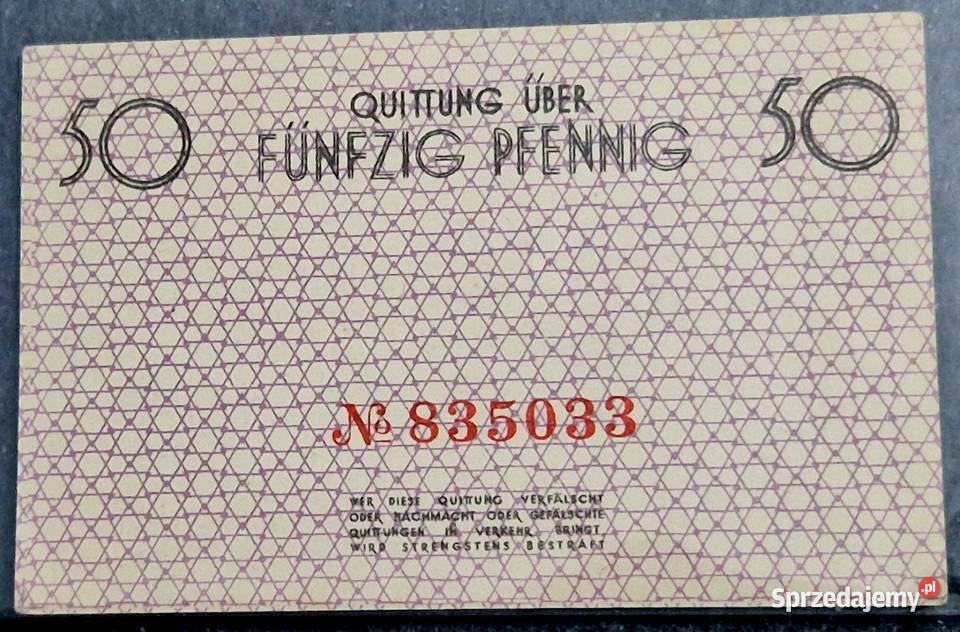 50 QUITTUNG ÜBER 50
FÜNFZIG PFENNIG
№ 835033
WER DIESE QUITTUNG VERFÄLSCHT
ODER NACHMACHT ODER GEFÄLSCHTE
QUITTUNGEN IN VERKEHR BRINGT
WIRD STRENGSTENS BESTRAFT
Sprzedajemy.pl